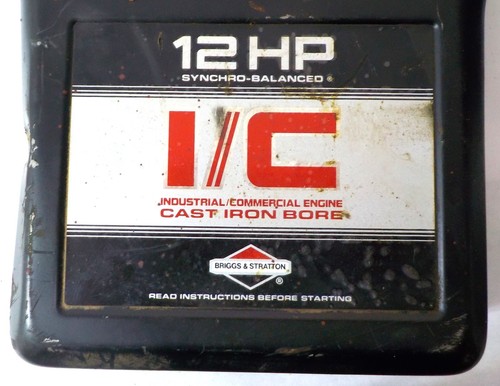 12 HP
SYNCHRO-BALANCED®
I/C
INDUSTRIAL/COMMERCIAL ENGINE
CAST IRON BORE
BRIGGS & STRATTON
®
READ INSTRUCTIONS BEFORE STARTING